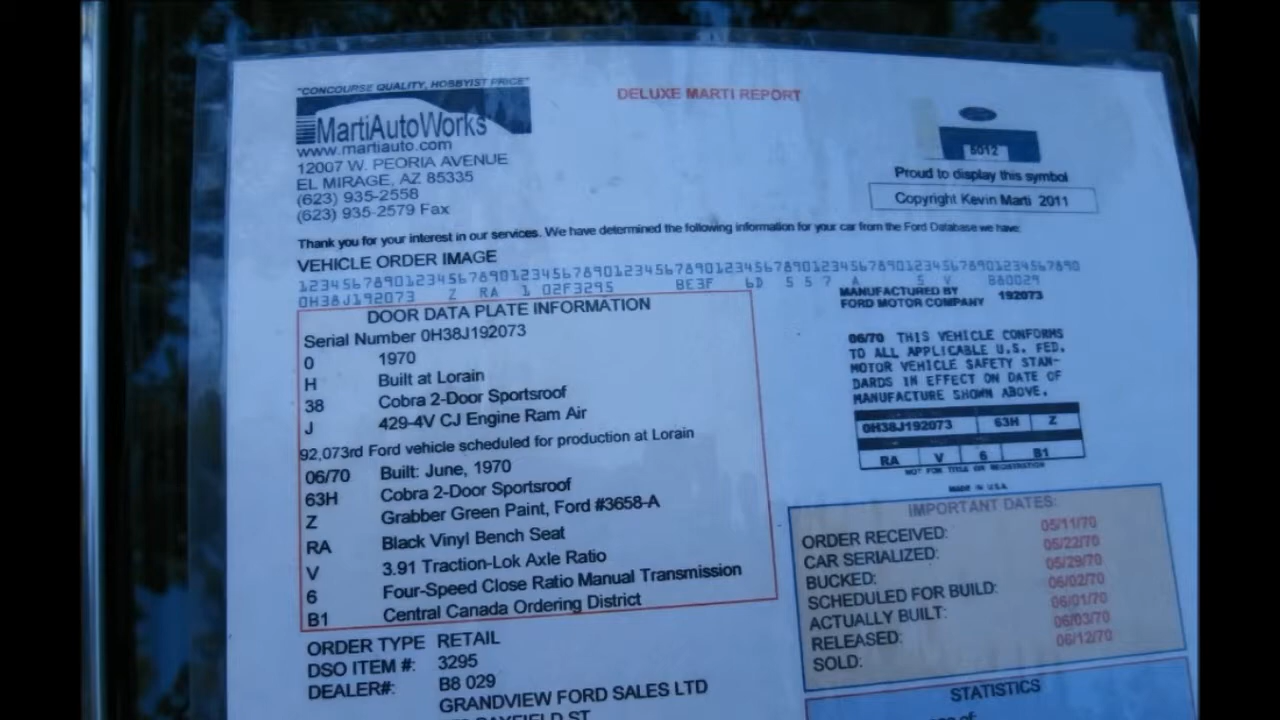 "CONCOURSE QUALITY, HOBBYIST PRICE"
MartiAutoWorks
www.martiauto.com
12007 W. PEORIA AVENUE
EL MIRAGE, AZ 85335
(623) 935-2558
(623) 935-2579 Fax
DELUXE MARTI REPORT
8012
Proud to display this symbol
Copyright Kevin Marti 2011
Thank you for your interest in our services. We have determined the following information for your car from the Ford Database we have:
VEHICLE ORDER IMAGE
12345678901234567890123456789012345678901234567890123456789012345678901234567890
0H38J192073 Z RA 1 02F3295 BE3F 6D 5 5 7 A 5 V B80029
DOOR DATA PLATE INFORMATION
Serial Number 0H38J192073
0 1970
H Built at Lorain
38 Cobra 2-Door Sportsroof
J 429-4V CJ Engine Ram Air
92,073rd Ford vehicle scheduled for production at Lorain
06/70 Built: June, 1970
63H Cobra 2-Door Sportsroof
Z Grabber Green Paint, Ford #3658-A
RA Black Vinyl Bench Seat
V 3.91 Traction-Lok Axle Ratio
6 Four-Speed Close Ratio Manual Transmission
B1 Central Canada Ordering District
MANUFACTURED BY
FORD MOTOR COMPANY 192073
06/70 THIS VEHICLE CONFORMS
TO ALL APPLICABLE U.S. FED.
MOTOR VEHICLE SAFETY STAN-
DARDS IN EFFECT ON DATE OF
MANUFACTURE SHOWN ABOVE.
0H38J192073 63H Z
RA V 6 B1
NOT FOR TITLE OR REGISTRATION
MADE IN U.S.A.
IMPORTANT DATES:
ORDER RECEIVED: 05/11/70
CAR SERIALIZED: 05/22/70
BUCKED: 05/29/70
SCHEDULED FOR BUILD: 06/02/70
ACTUALLY BUILT: 06/01/70
RELEASED: 06/03/70
SOLD: 06/12/70
ORDER TYPE RETAIL
DSO ITEM #: 3295
DEALER#: B8 029
GRANDVIEW FORD SALES LTD
BAYFIELD ST
STATISTICS